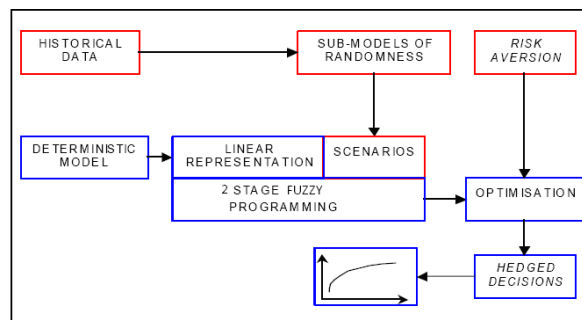 HISTORICAL
DATA
SUB-MODELS OF
RANDOMNESS
RISK
AVERSION
DETERMINISTIC
MODEL
LINEAR
REPRESENTATION
SCENARIOS
2 STAGE FUZZY
PROGRAMMING
OPTIMISATION
HEDGED
DECISIONS